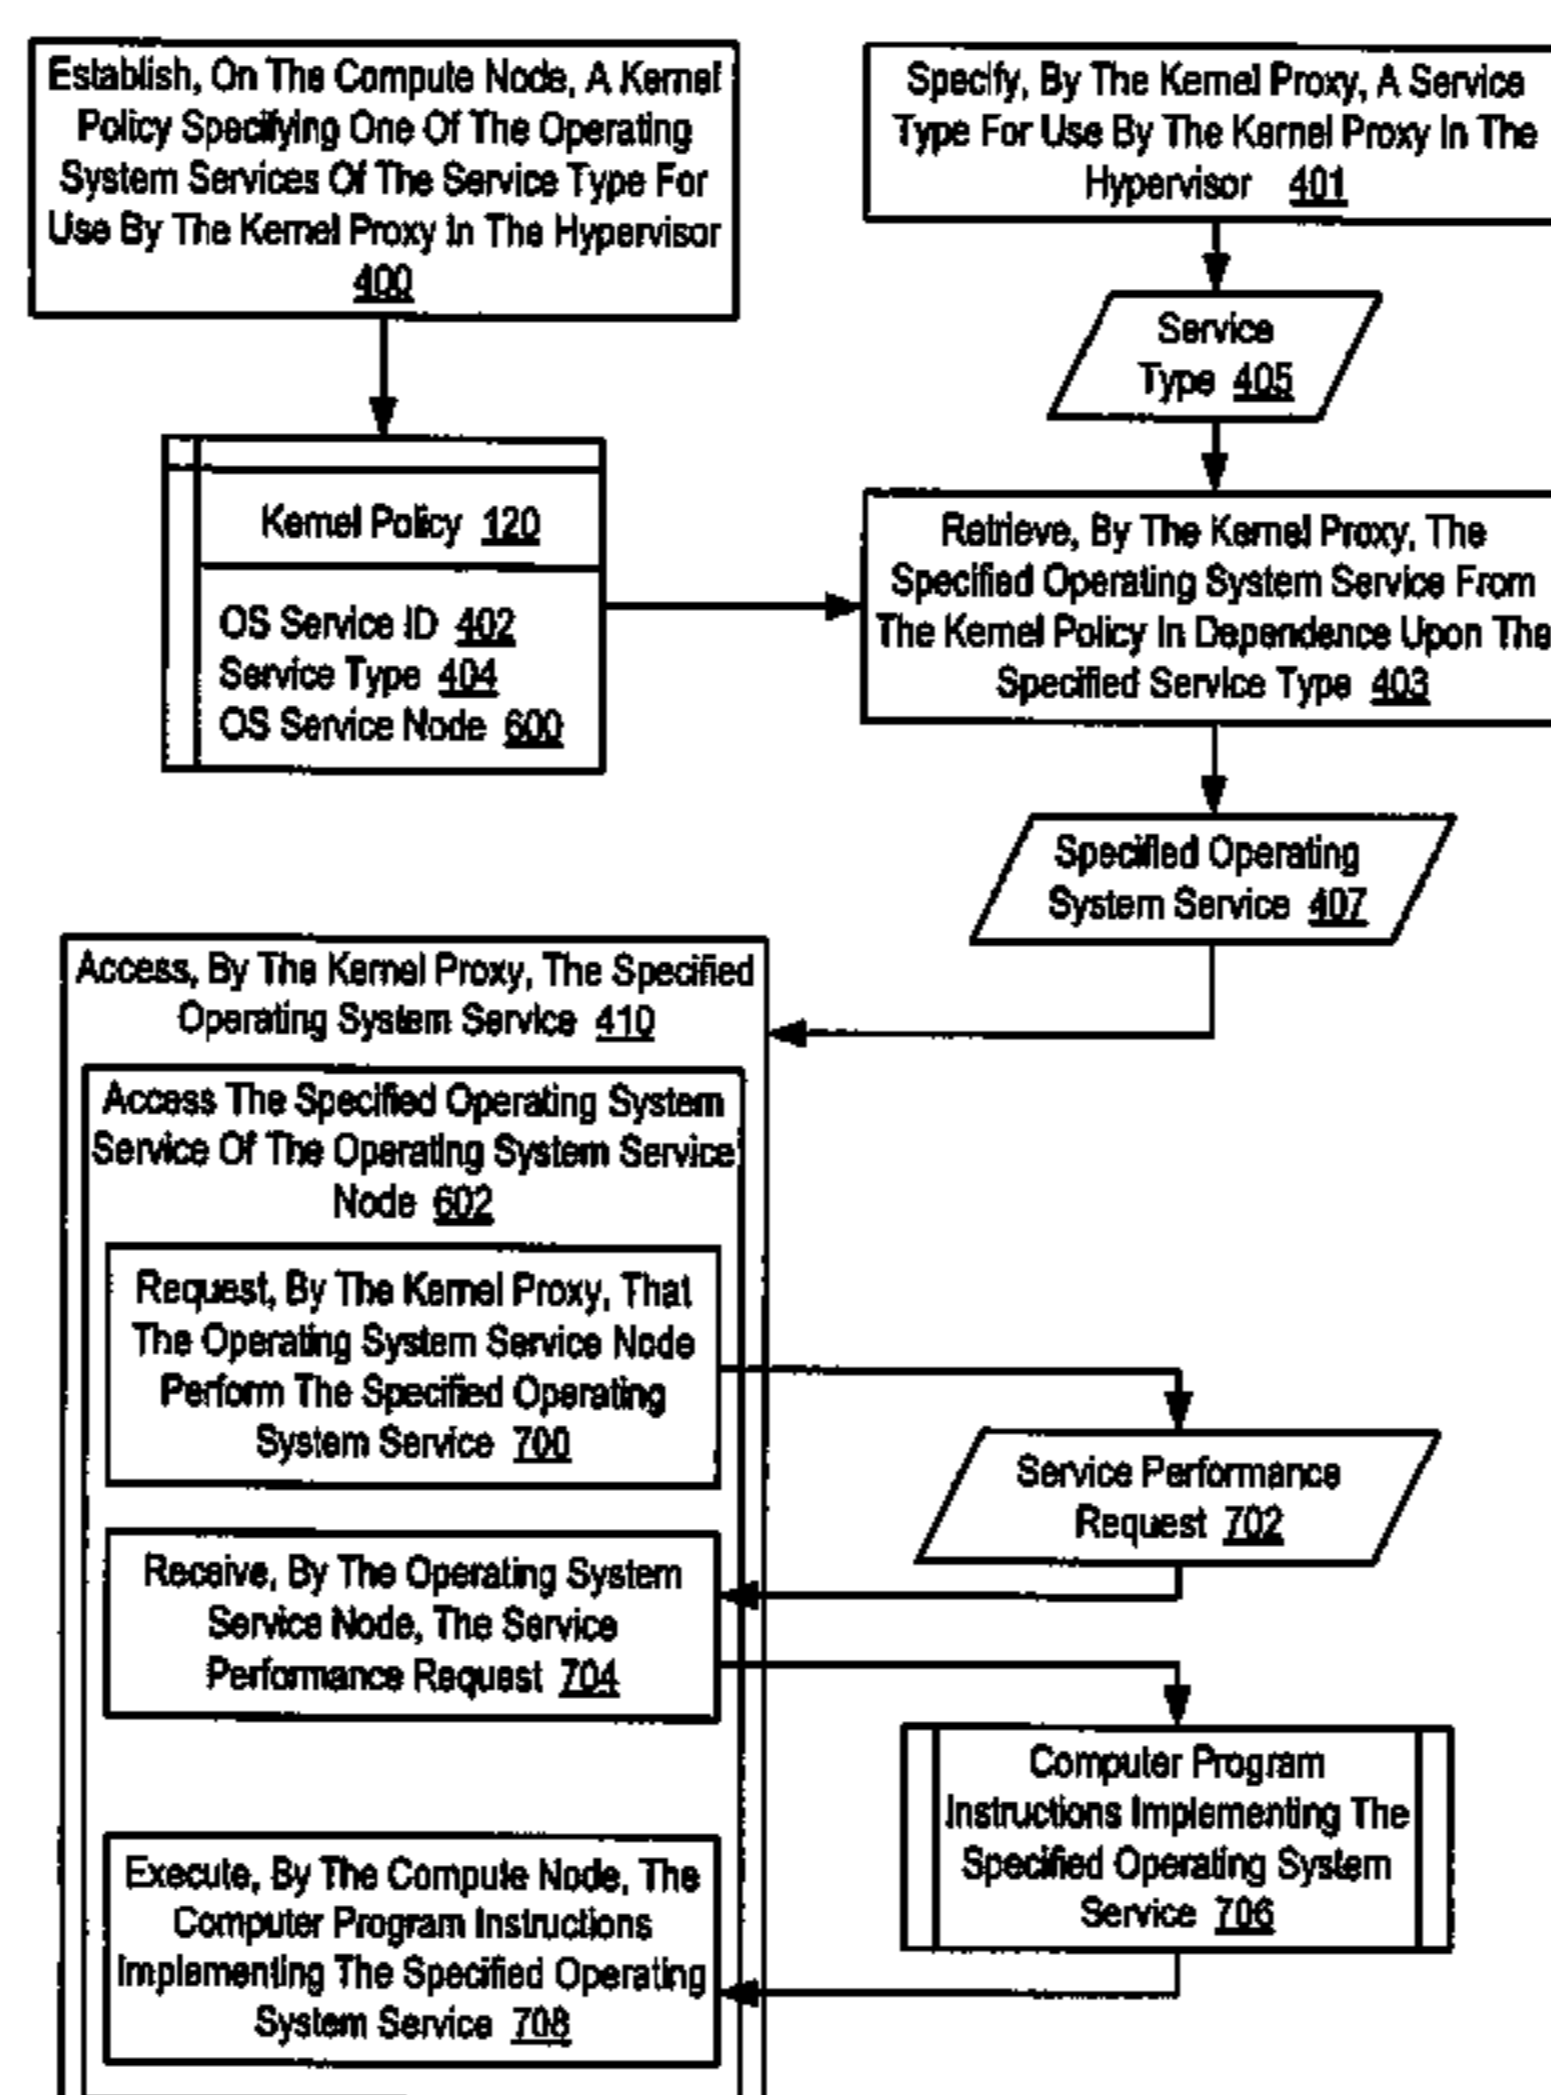 Establish, On The Compute Node, A Kernel
Policy Specifying One Of The Operating
System Services Of The Service Type For
Use By The Kernel Proxy In The Hypervisor
400
Specify, By The Kernel Proxy, A Service
Type For Use By The Kernel Proxy In The
Hypervisor 401
Service
Type 405
Kernel Policy 120
OS Service ID 402
Service Type 404
OS Service Node 600
Retrieve, By The Kernel Proxy, The
Specified Operating System Service From
The Kernel Policy In Dependence Upon The
Specified Service Type 403
Specified Operating
System Service 407
Access, By The Kernel Proxy, The Specified
Operating System Service 410
Access The Specified Operating System
Service Of The Operating System Service
Node 602
Request, By The Kernel Proxy, That
The Operating System Service Node
Perform The Specified Operating
System Service 700
Service Performance
Request 702
Receive, By The Operating System
Service Node, The Service
Performance Request 704
Computer Program
Instructions Implementing The
Specified Operating System
Service 706
Execute, By The Compute Node, The
Computer Program Instructions
Implementing The Specified Operating
System Service 708